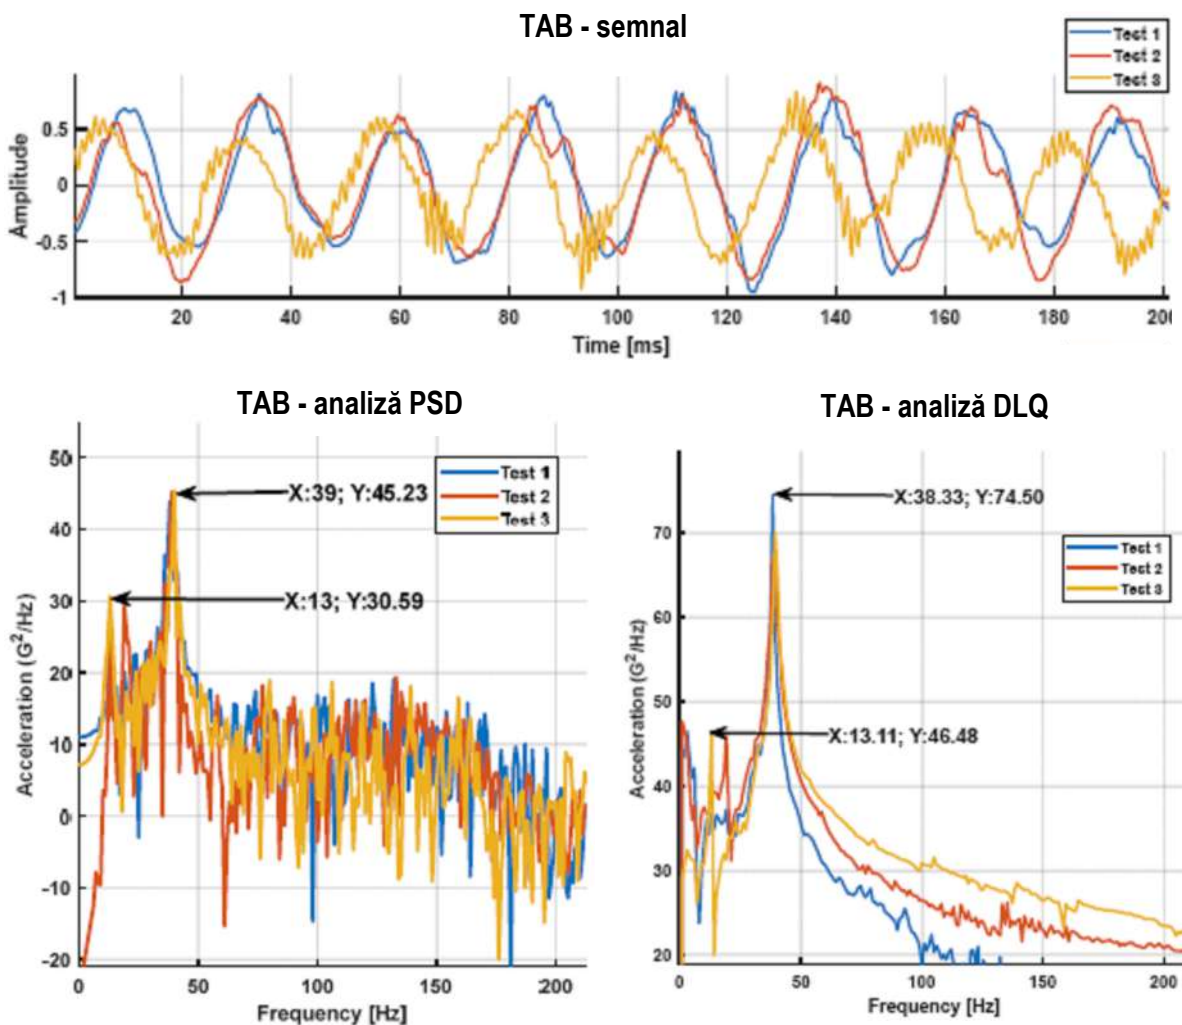 TAB - semnal
Test 1
Test 2
Test 3
Amplitude
0.5
0
-0.5
-1
20
40
60
80
100
120
140
160
180
200
Time [ms]
TAB - analiză PSD
Test 1
Test 2
Test 3
X:39; Y:45.23
X:13; Y:30.59
Acceleration (G²/Hz)
50
40
30
20
10
0
-10
-20
0
50
100
150
200
Frequency [Hz]
TAB - analiză DLQ
X:38.33; Y:74.50
Test 1
Test 2
Test 3
X:13.11; Y:46.48
Acceleration (G²/Hz)
70
60
50
40
30
20
0
50
100
150
200
Frequency [Hz]